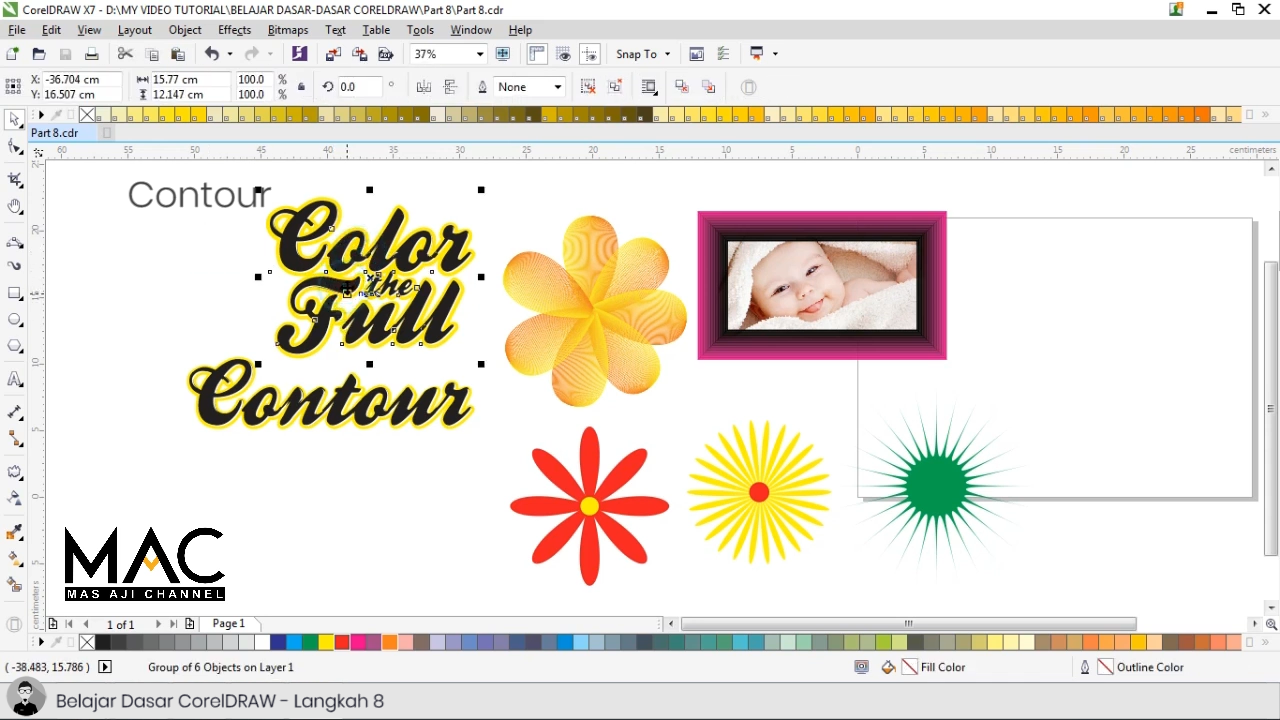 CorelDRAW X7 - D:\MY VIDEO TUTORIAL\BELAJAR DASAR-DASAR CORELDRAW\Part 8\Part 8.cdr
File Edit View Layout Object Effects Bitmaps Text Table Tools Window Help
37% Snap To
X: -36.704 cm 15.77 cm 100.0 % 0.0 ° None
Y: 16.507 cm 12.147 cm 100.0 %
Part 8.cdr
60 55 50 45 40 35 30 25 20 15 10 5 0 5 10 15 20 25 centimeters
Contour
Color
the
Full
Contour
MAC
MAS AJI CHANNEL
centimeters
1 of 1 Page 1
( -38.483, 15.786 ) Group of 6 Objects on Layer 1 Fill Color Outline Color
Belajar Dasar CorelDRAW - Langkah 8